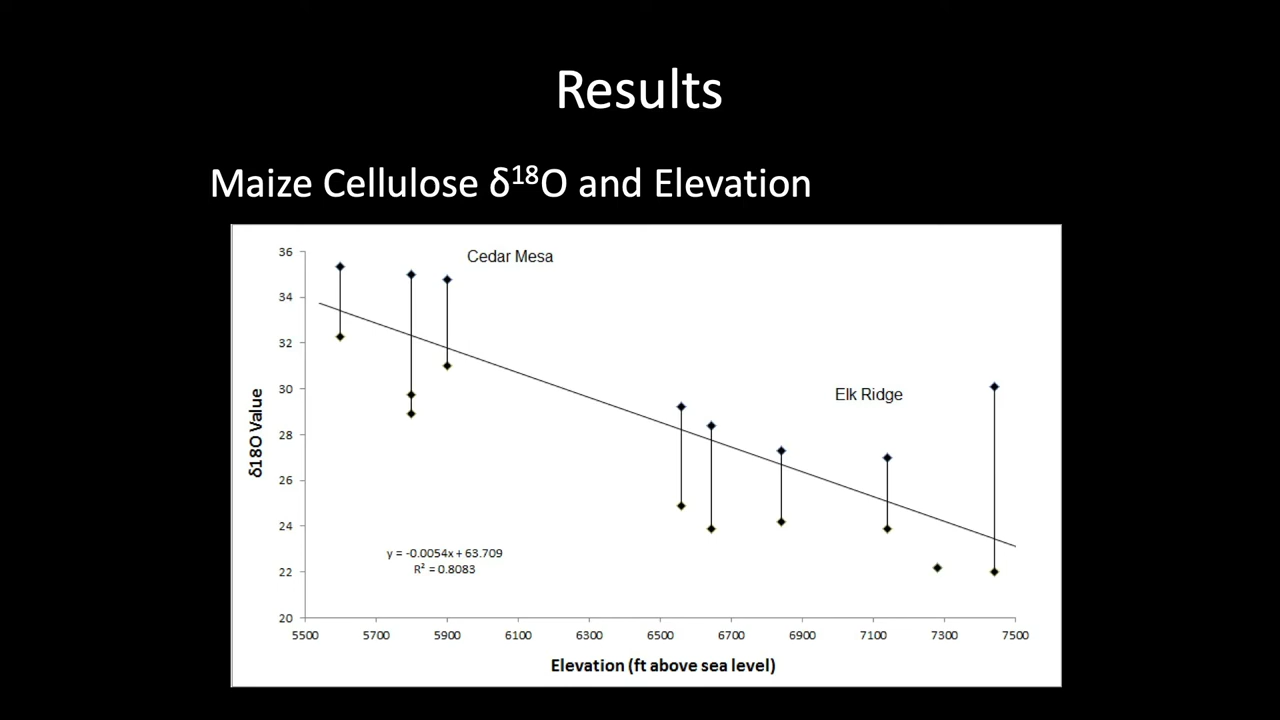 Results
Maize Cellulose δ¹⁸O and Elevation
Cedar Mesa
Elk Ridge
δ18O Value
36
34
32
30
28
26
24
22
20
y = -0.0054x + 63.709
R² = 0.8083
5500 5700 5900 6100 6300 6500 6700 6900 7100 7300 7500
Elevation (ft above sea level)